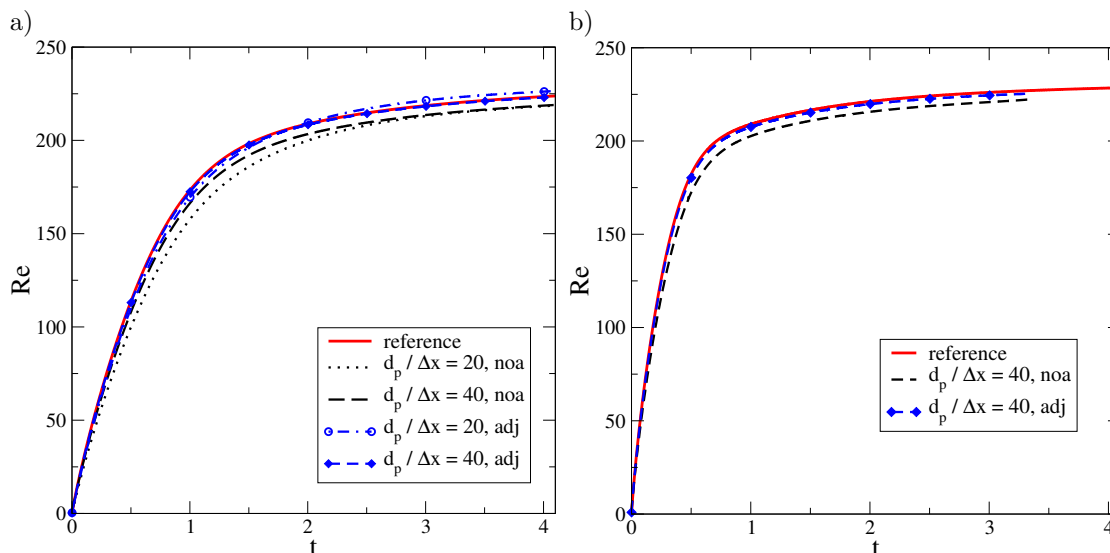 a)
250
200
150
100
50
0
Re
0 1 2 3 4
t
reference
d_p / Δx = 20, noa
d_p / Δx = 40, noa
d_p / Δx = 20, adj
d_p / Δx = 40, adj
b)
250
200
150
100
50
0
Re
0 1 2 3 4
t
reference
d_p / Δx = 40, noa
d_p / Δx = 40, adj